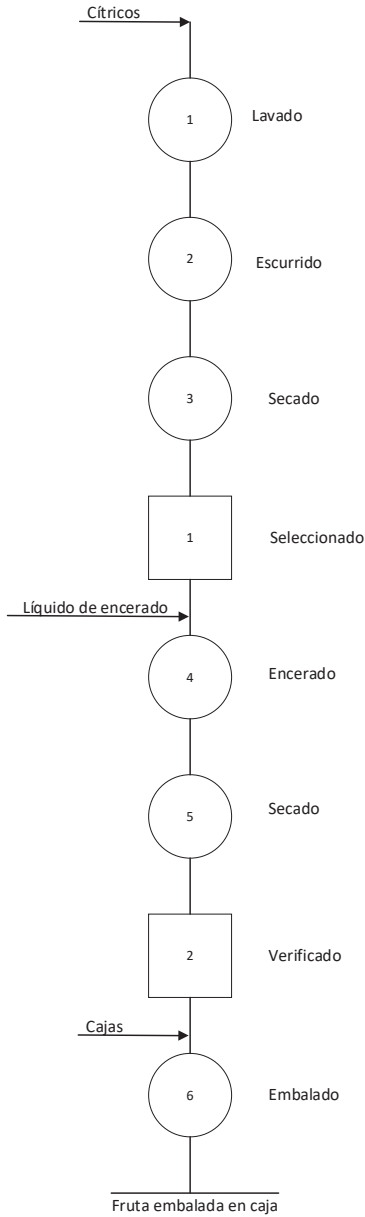 Cítricos
1
Lavado
2
Escurrido
3
Secado
1
Seleccionado
Líquido de encerado
4
Encerado
5
Secado
2
Verificado
Cajas
6
Embalado
Fruta embalada en caja